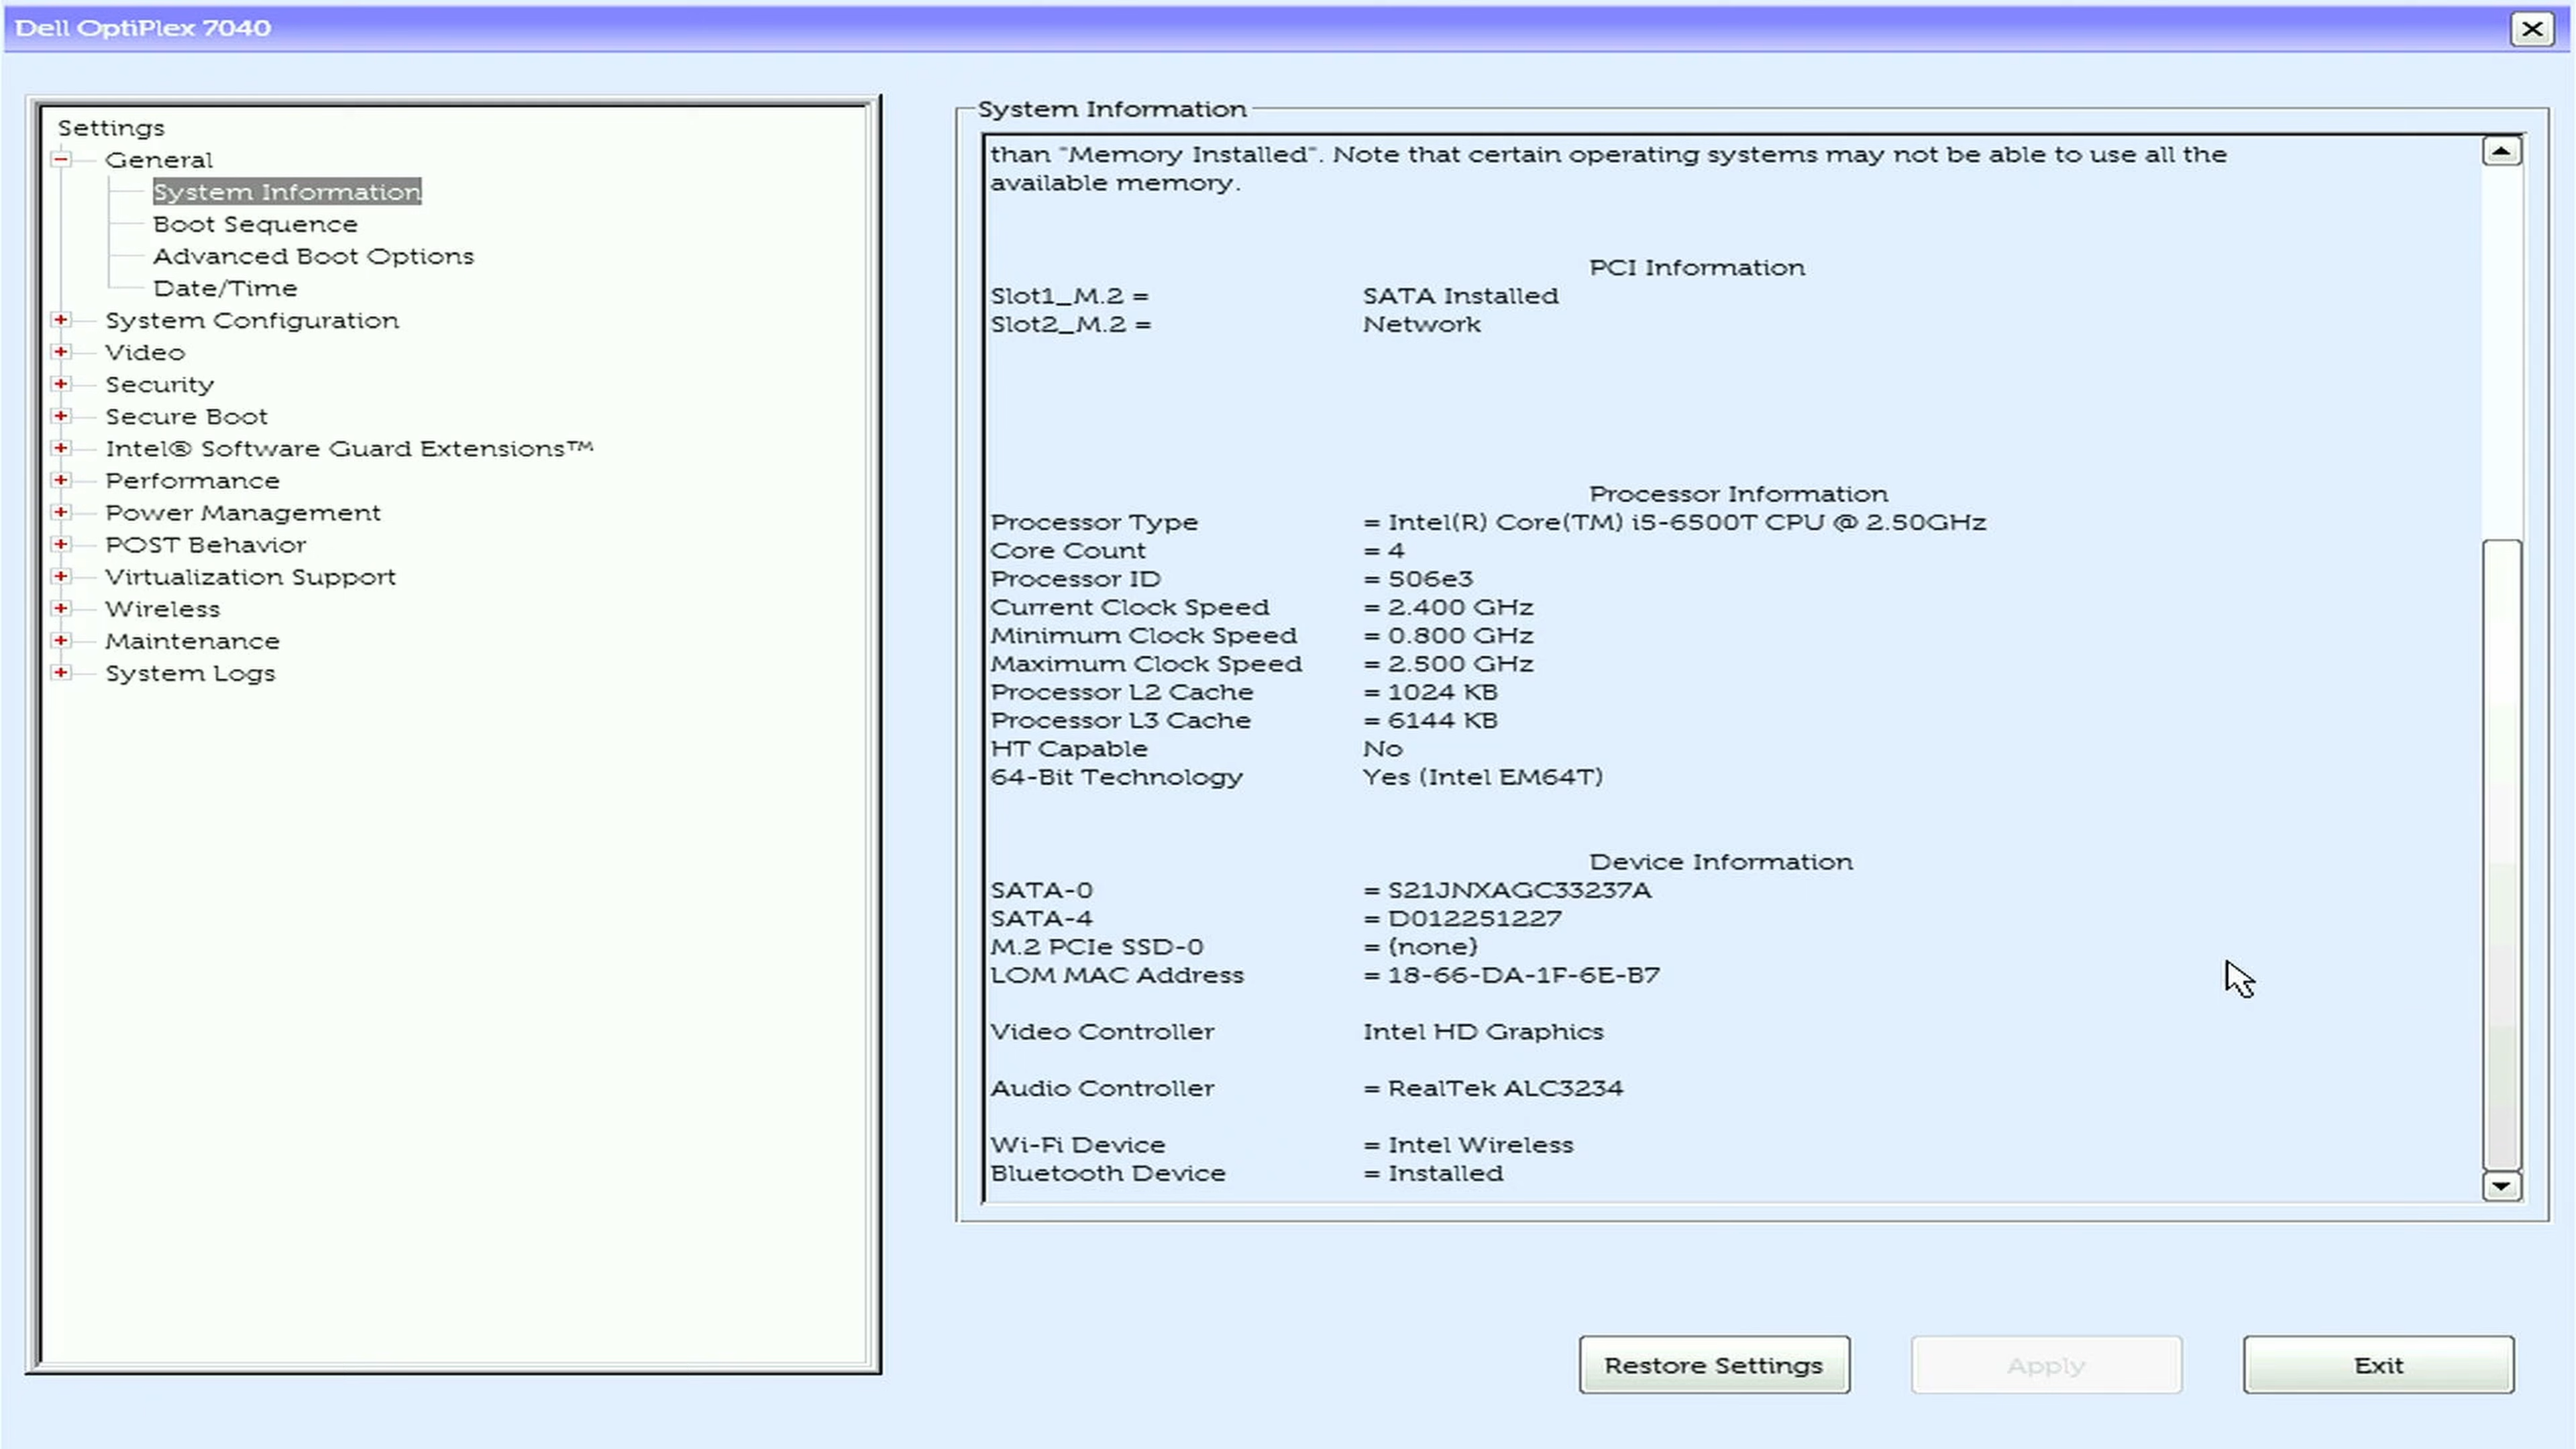 Dell OptiPlex 7040
Settings
General
System Information
Boot Sequence
Advanced Boot Options
Date/Time
System Configuration
Video
Security
Secure Boot
Intel® Software Guard Extensions™
Performance
Power Management
POST Behavior
Virtualization Support
Wireless
Maintenance
System Logs
System Information
than "Memory Installed". Note that certain operating systems may not be able to use all the
available memory.
PCI Information
Slot1_M.2 = SATA Installed
Slot2_M.2 = Network
Processor Information
Processor Type = Intel(R) Core(TM) i5-6500T CPU @ 2.50GHz
Core Count = 4
Processor ID = 506e3
Current Clock Speed = 2.400 GHz
Minimum Clock Speed = 0.800 GHz
Maximum Clock Speed = 2.500 GHz
Processor L2 Cache = 1024 KB
Processor L3 Cache = 6144 KB
HT Capable No
64-Bit Technology Yes (Intel EM64T)
Device Information
SATA-0 = S21JNXAGC33237A
SATA-4 = D012251227
M.2 PCIe SSD-0 = {none}
LOM MAC Address = 18-66-DA-1F-6E-B7
Video Controller Intel HD Graphics
Audio Controller = RealTek ALC3234
Wi-Fi Device = Intel Wireless
Bluetooth Device = Installed
Restore Settings Apply Exit